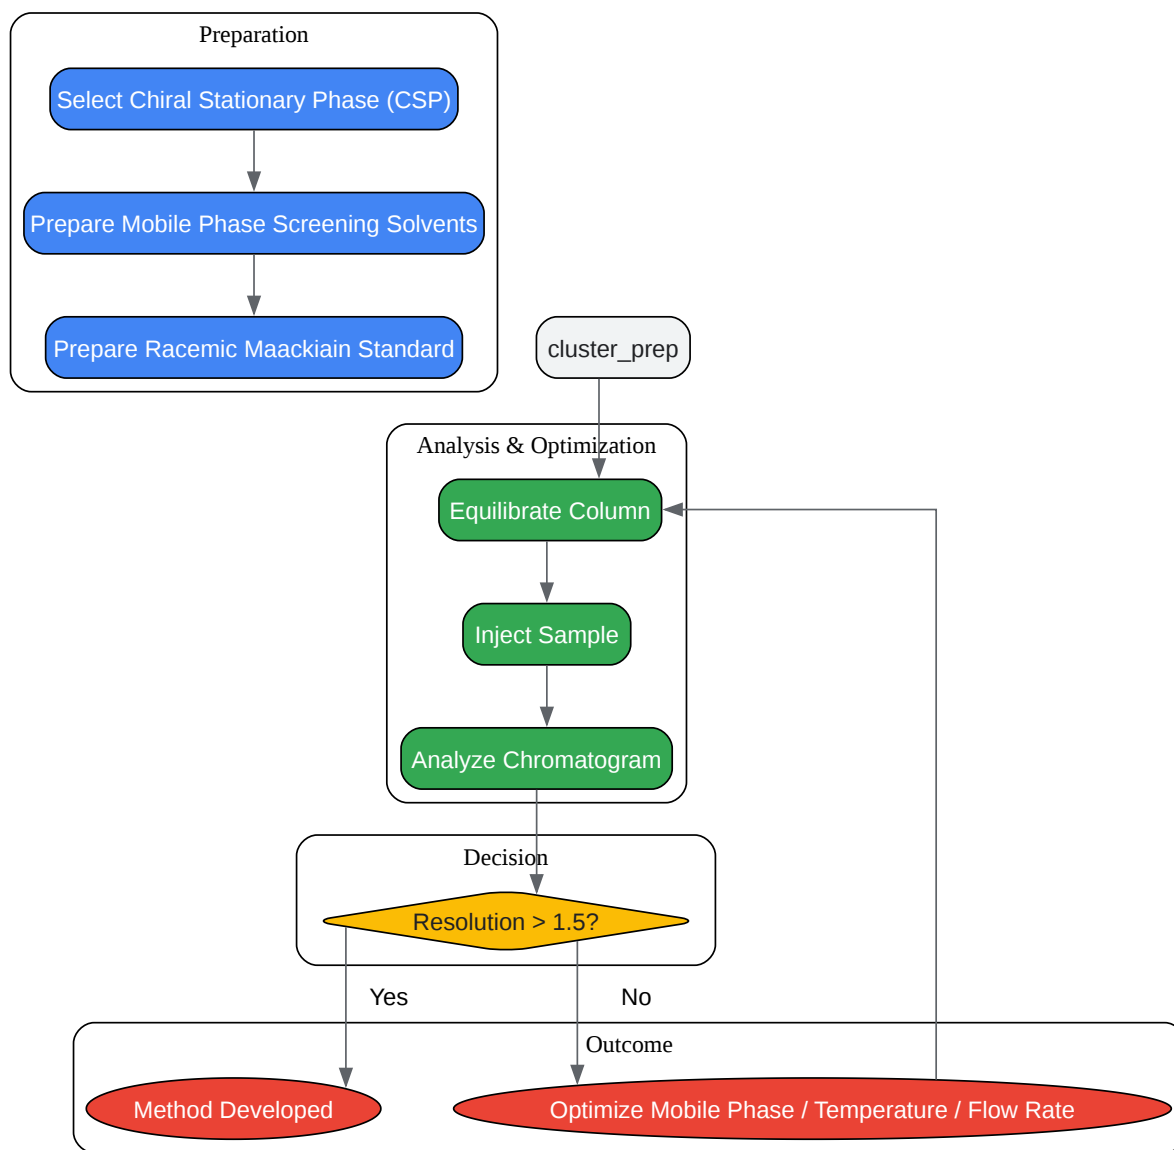 Preparation
Select Chiral Stationary Phase (CSP)
Prepare Mobile Phase Screening Solvents
Prepare Racemic Maackiain Standard
cluster_prep
Analysis & Optimization
Equilibrate Column
Inject Sample
Analyze Chromatogram
Decision
Resolution > 1.5?
Yes
No
Outcome
Method Developed
Optimize Mobile Phase / Temperature / Flow Rate